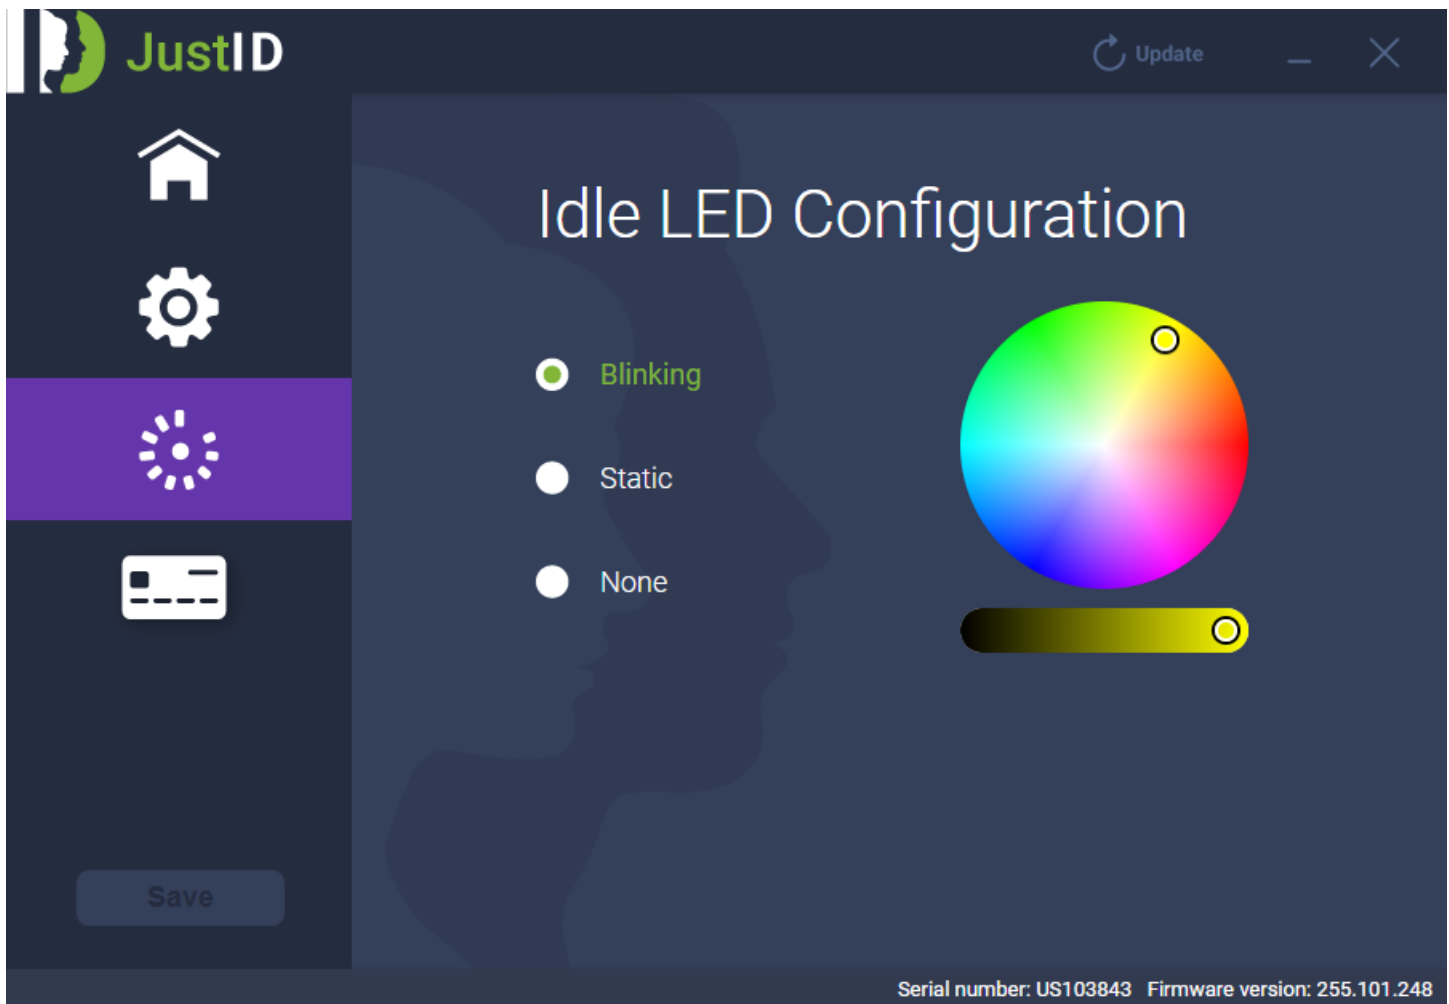 JustID
Update
Idle LED Configuration
Blinking
Static
None
Save
Serial number: US103843 Firmware version: 255.101.248